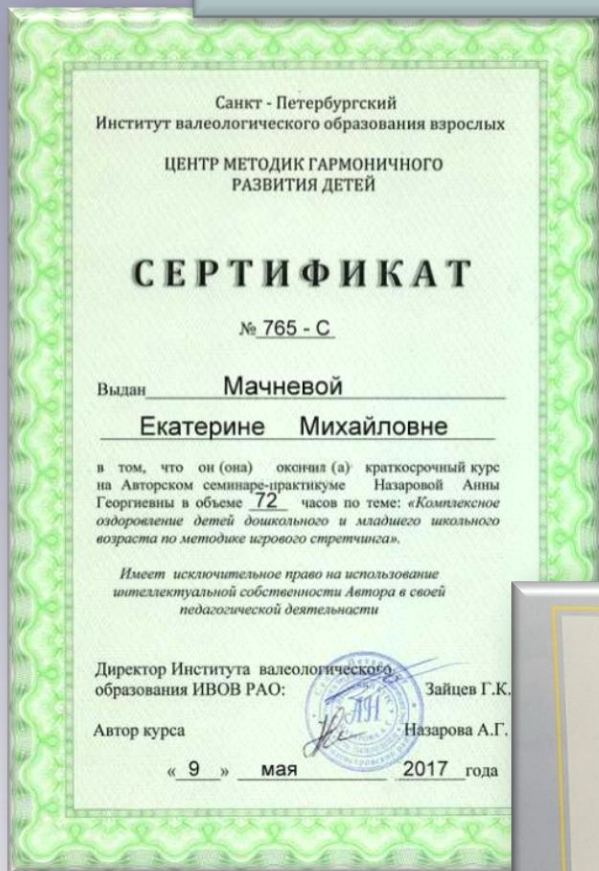 Санкт - Петербургский
Институт валеологического образования взрослых
ЦЕНТР МЕТОДИК ГАРМОНИЧНОГО
РАЗВИТИЯ ДЕТЕЙ
СЕРТИФИКАТ
№ 765 - С
Выдан Мачневой
Екатерине Михайловне
в том, что он (она) окончил (а) краткосрочный курс
на Авторском семинаре-практикуме Назаровой Анны
Георгиевны в объеме 72 часов по теме: «Комплексное
оздоровление детей дошкольного и младшего школьного
возраста по методике игрового стретчинга».
Имеет исключительное право на использование
интеллектуальной собственности Автора в своей
педагогической деятельности
Директор Института валеологического
образования ИВОВ РАО: Зайцев Г.К.
Автор курса Назарова А.Г.
« 9 » мая 2017 года